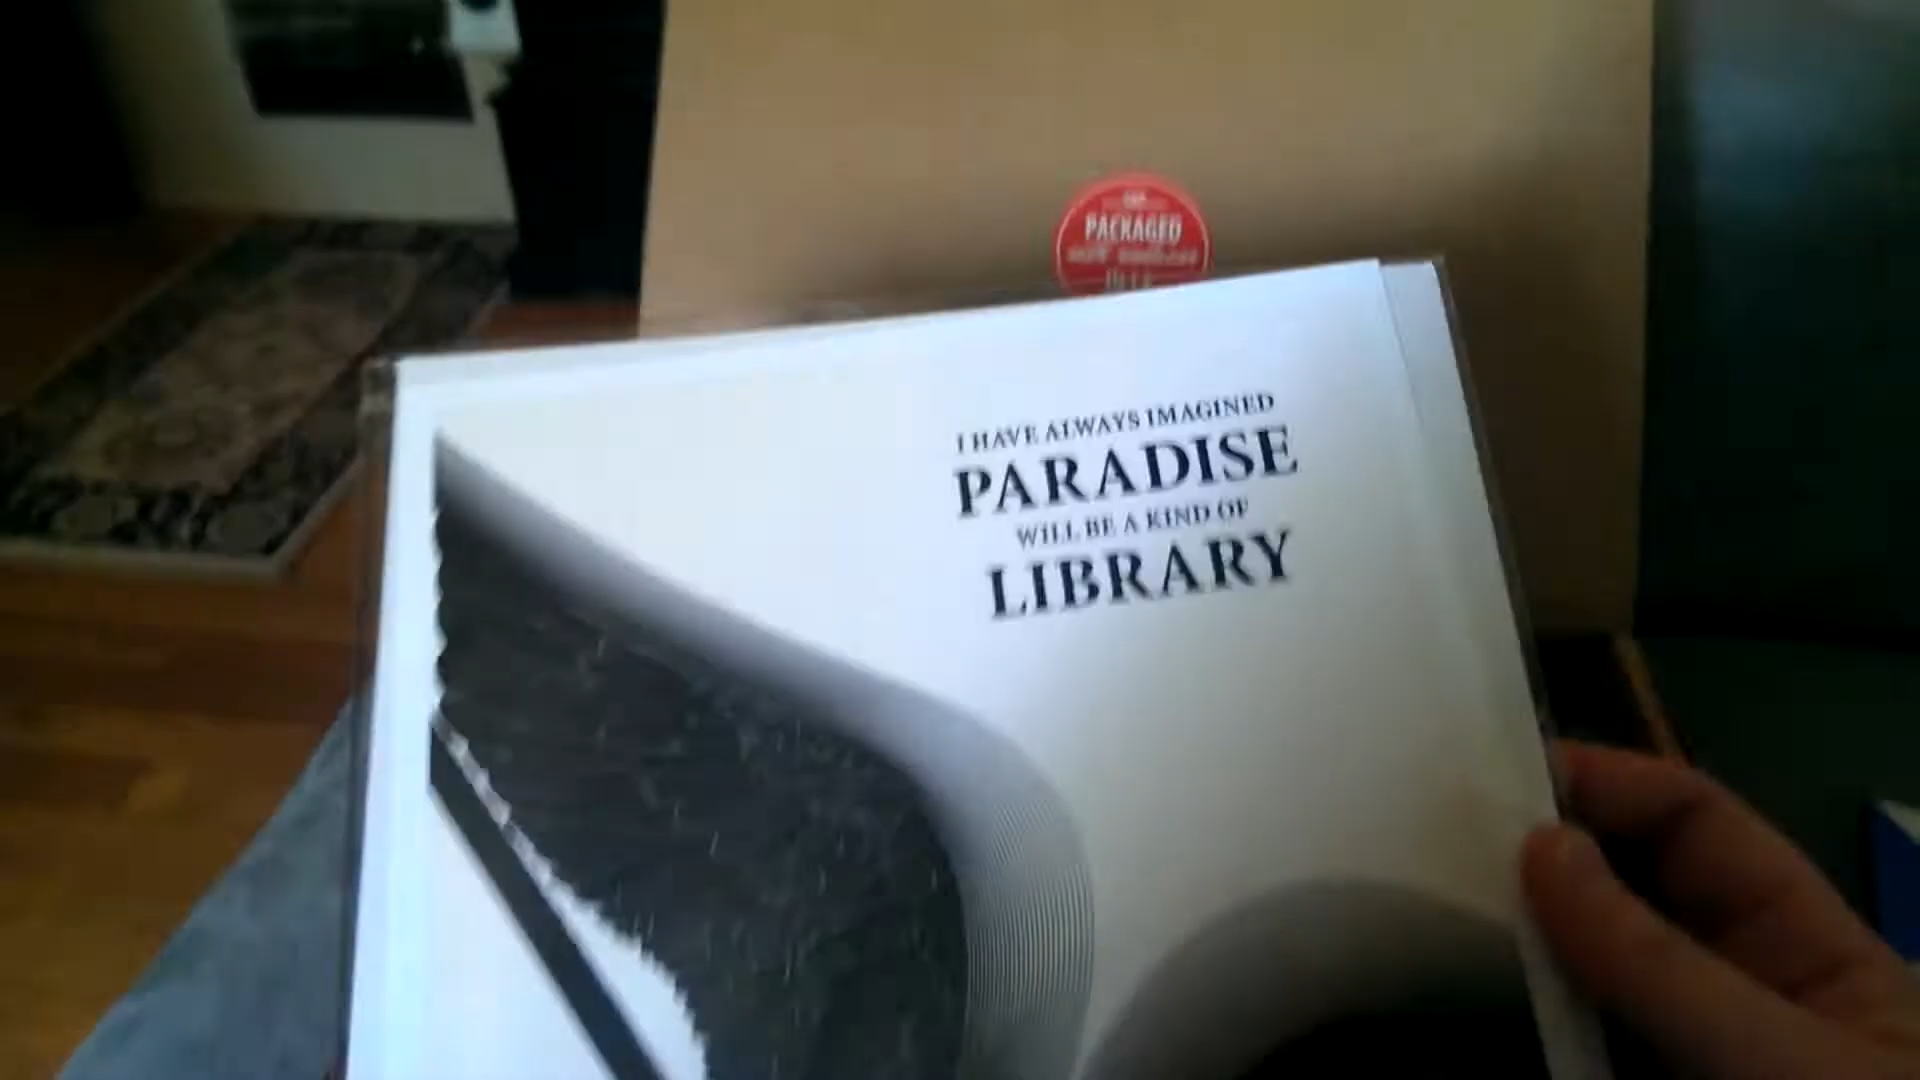 PACKAGED
I HAVE ALWAYS IMAGINED
PARADISE
WILL BE A KIND OF
LIBRARY